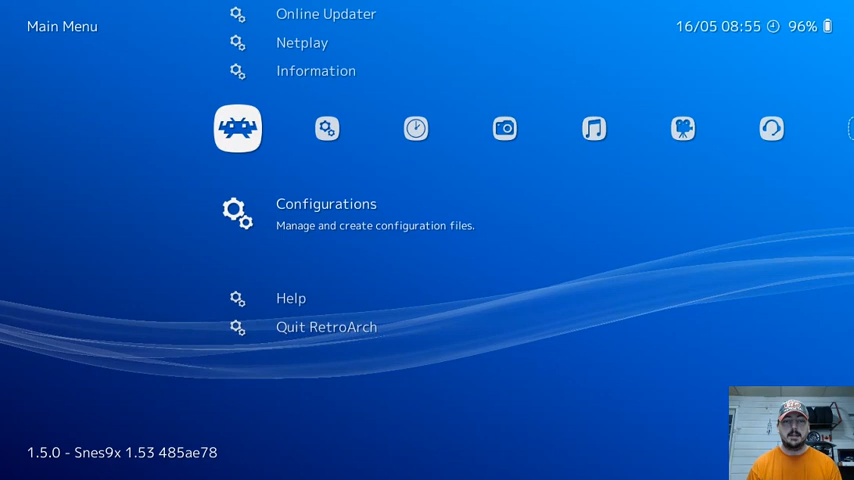 Online Updater
Main Menu
16/05 08:55 96%
Netplay
Information
Configurations
Manage and create configuration files.
Help
Quit RetroArch
1.5.0 - Snes9x 1.53 485ae78